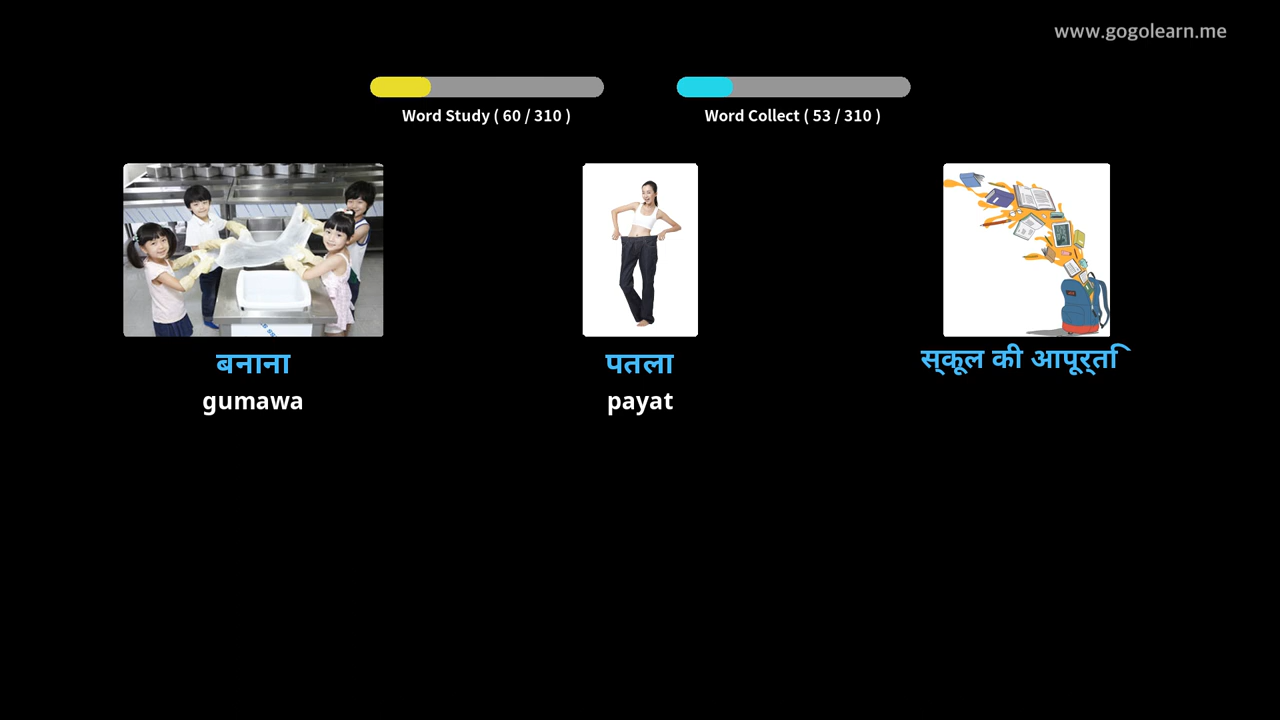 www.gogolearn.me
Word Study ( 60 / 310 )
Word Collect ( 53 / 310 )
बनाना
gumawa
पतला
payat
स्कूल की आपूर्ति